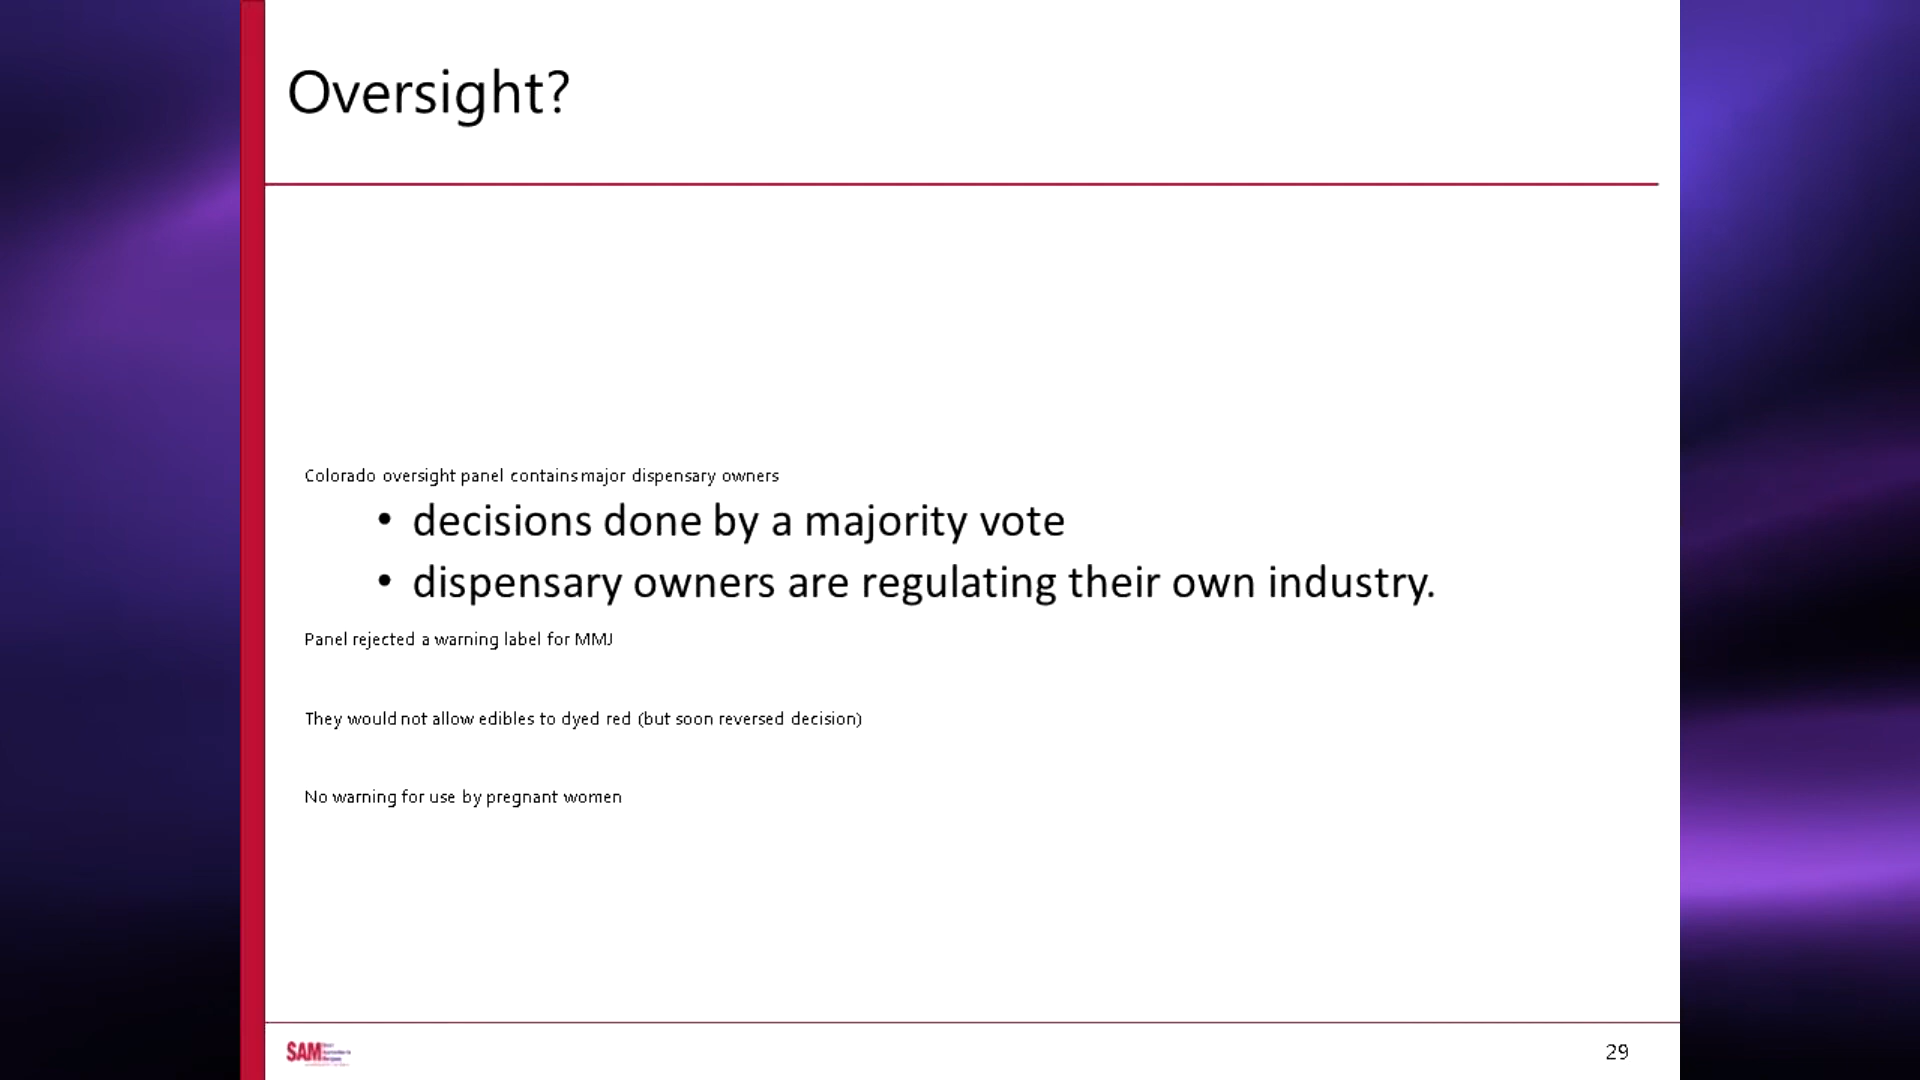 Oversight?
Colorado oversight panel contains major dispensary owners
• decisions done by a majority vote
• dispensary owners are regulating their own industry.
Panel rejected a warning label for MMJ
They would not allow edibles to dyed red (but soon reversed decision)
No warning for use by pregnant women
SAM
29